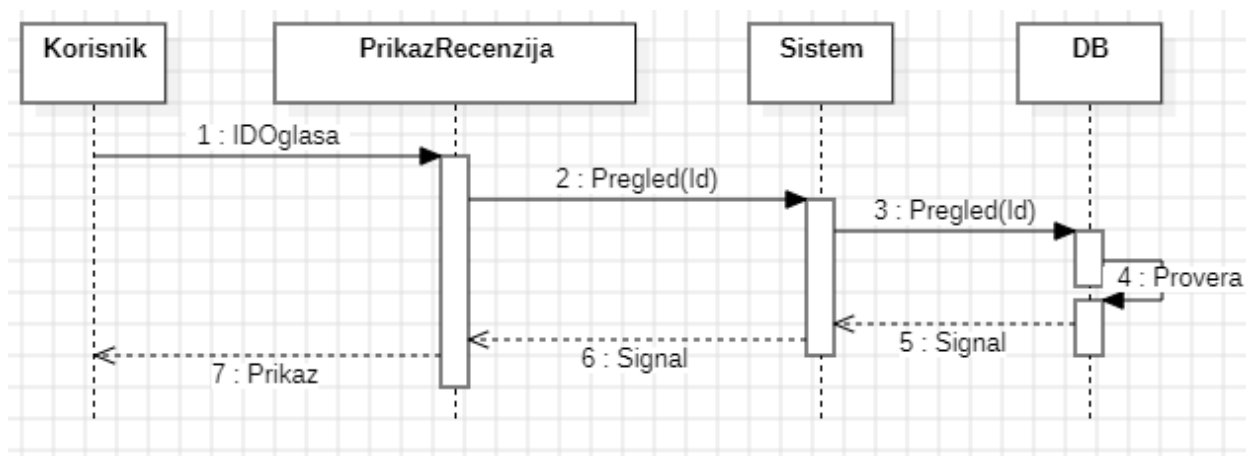 Korisnik
PrikazRecenzija
Sistem
DB
1 : IDOglasa
2 : Pregled(Id)
3 : Pregled(Id)
4 : Provera
5 : Signal
6 : Signal
7 : Prikaz